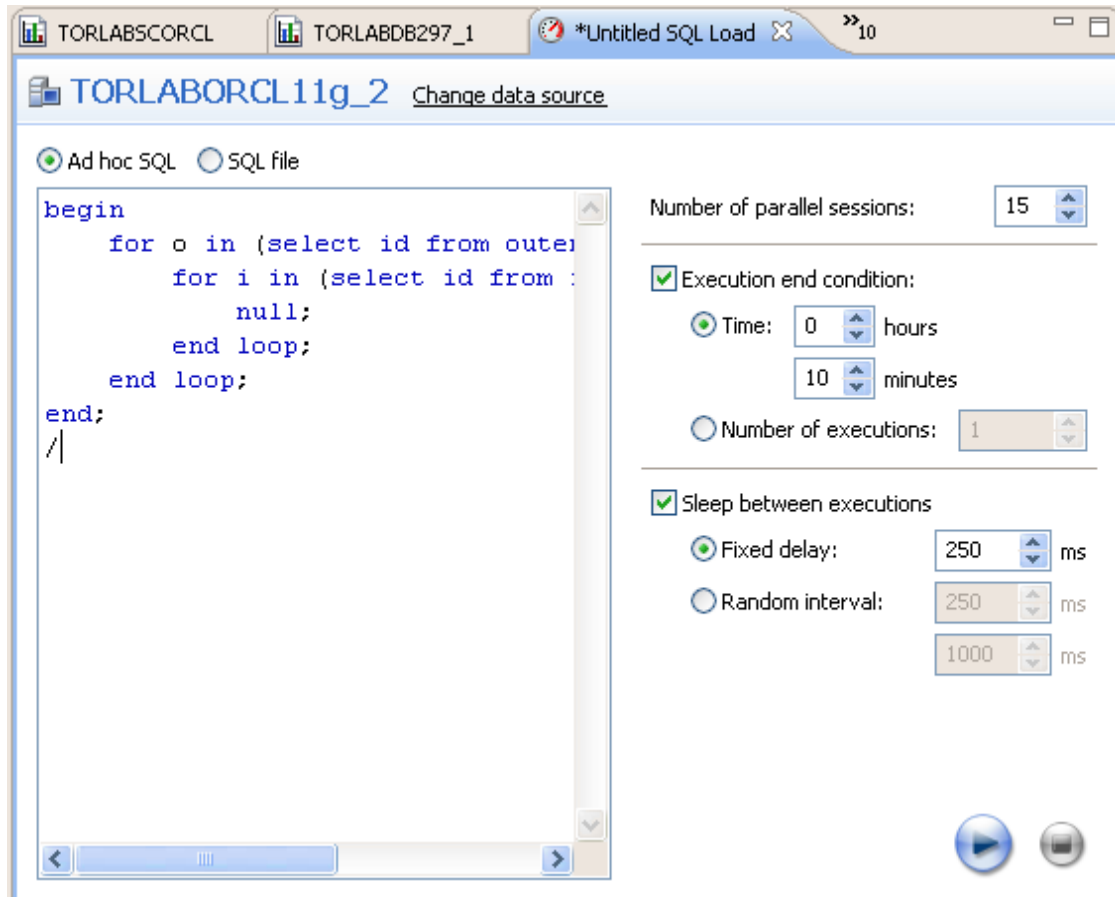 TORLABSCORCL TORLABDB297_1 *Untitled SQL Load »10
TORLABORCL11g_2 Change data source
Ad hoc SQL SQL file
begin
    for o in (select id from outer
        for i in (select id from
            null;
        end loop;
    end loop;
end;
/
Number of parallel sessions: 15
Execution end condition:
Time: 0 hours
10 minutes
Number of executions: 1
Sleep between executions
Fixed delay: 250 ms
Random interval: 250 ms
1000 ms